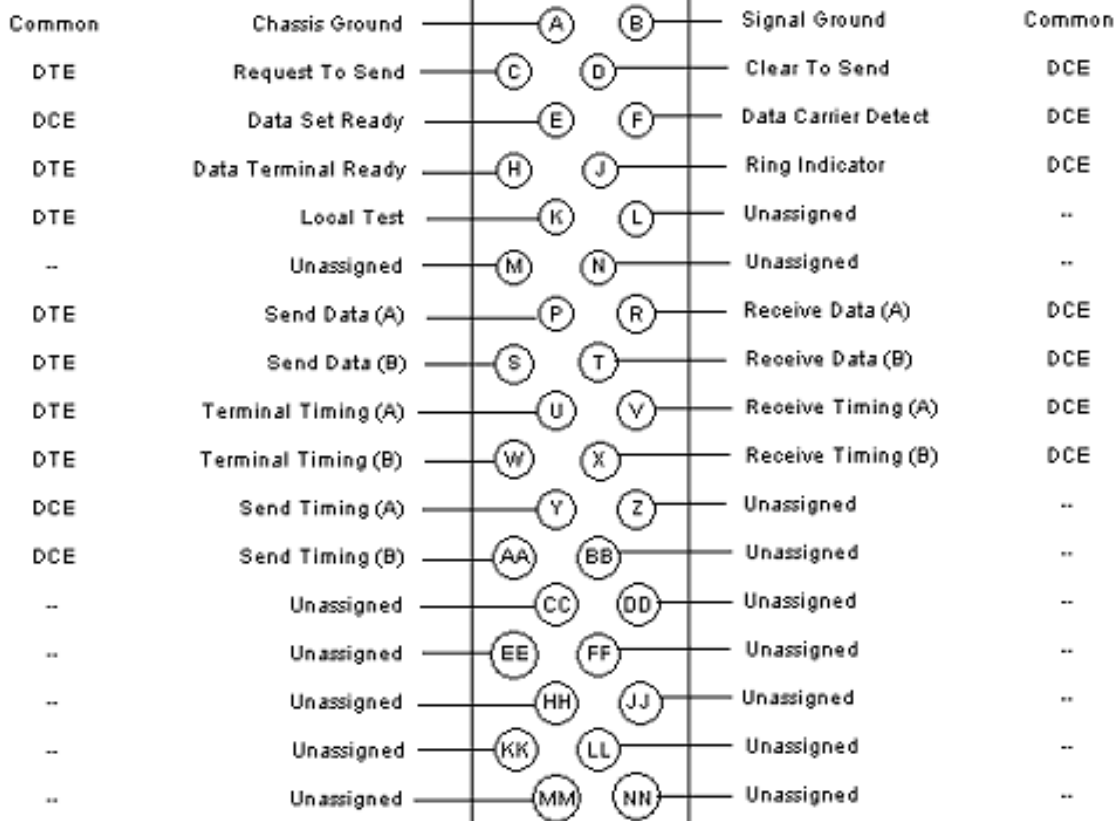 Common Chassis Ground A B Signal Ground Common
DTE Request To Send C D Clear To Send DCE
DCE Data Set Ready E F Data Carrier Detect DCE
DTE Data Terminal Ready H J Ring Indicator DCE
DTE Local Test K L Unassigned --
-- Unassigned M N Unassigned --
DTE Send Data (A) P R Receive Data (A) DCE
DTE Send Data (B) S T Receive Data (B) DCE
DTE Terminal Timing (A) U V Receive Timing (A) DCE
DTE Terminal Timing (B) W X Receive Timing (B) DCE
DCE Send Timing (A) Y Z Unassigned --
DCE Send Timing (B) AA BB Unassigned --
-- Unassigned CC DD Unassigned --
-- Unassigned EE FF Unassigned --
-- Unassigned HH JJ Unassigned --
-- Unassigned KK LL Unassigned --
-- Unassigned MM NN Unassigned --